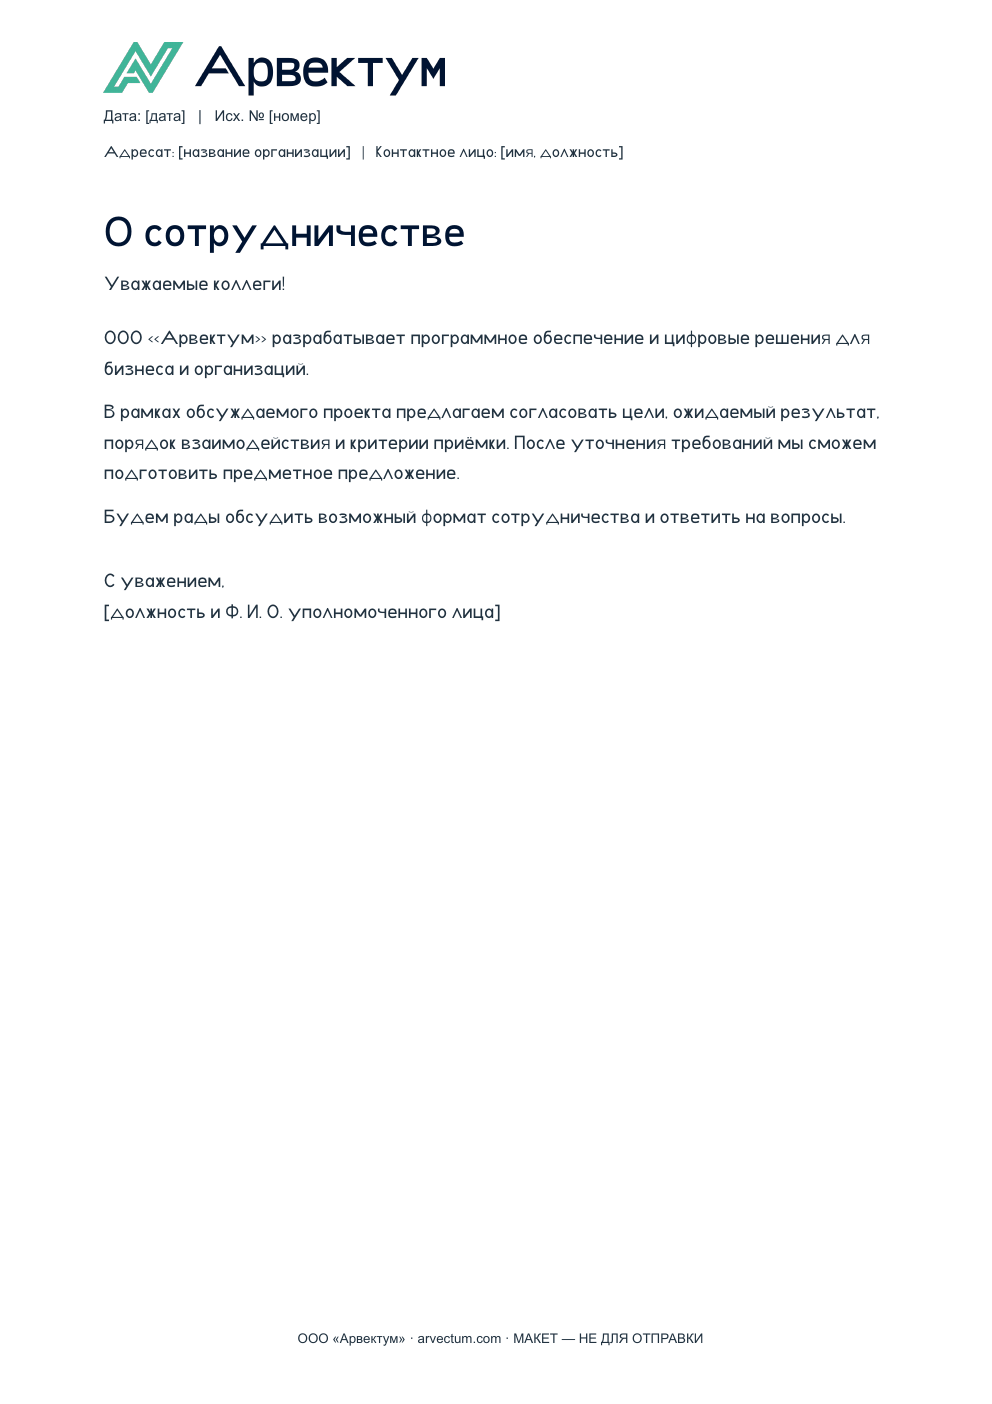 Арвектум
Дата: [дата] | Исх. № [номер]
Адресат: [название организации] | Контактное лицо: [имя, должность]
О сотрудничестве
Уважаемые коллеги!
ООО «Арвектум» разрабатывает программное обеспечение и цифровые решения для
бизнеса и организаций.
В рамках обсуждаемого проекта предлагаем согласовать цели, ожидаемый результат,
порядок взаимодействия и критерии приёмки. После уточнения требований мы сможем
подготовить предметное предложение.
Будем рады обсудить возможный формат сотрудничества и ответить на вопросы.
С уважением,
[должность и Ф. И. О. уполномоченного лица]
ООО «Арвектум» · arvectum.com · МАКЕТ — НЕ ДЛЯ ОТПРАВКИ